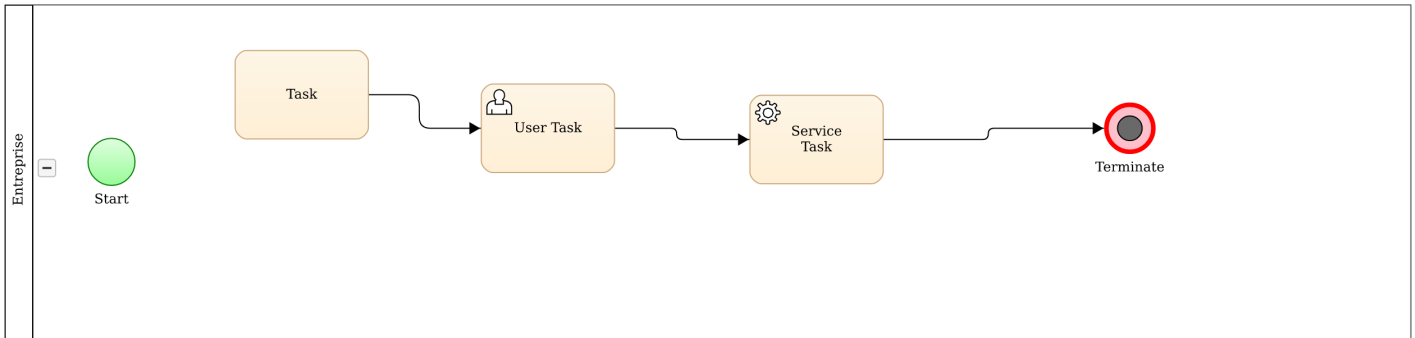 Entreprise
Start
Task
User Task
Service
Task
Terminate